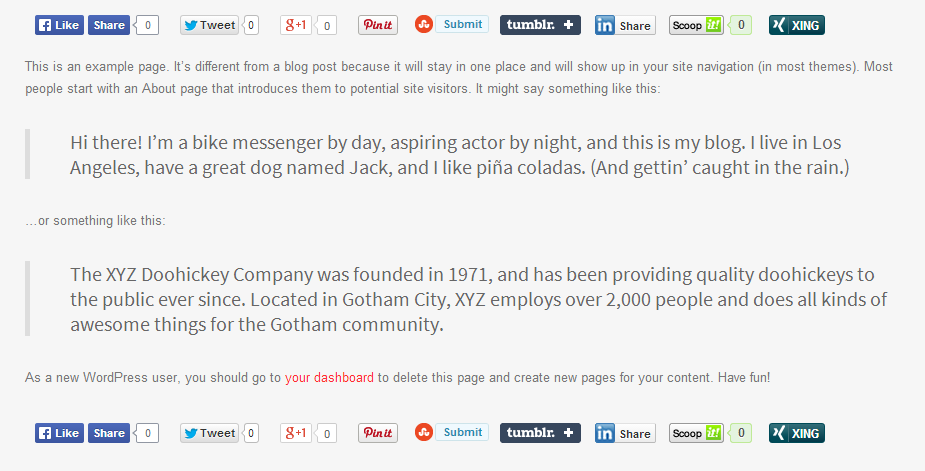 Like Share 0 Tweet 0 g+1 0 Pin it Submit tumblr. + in Share Scoop it! 0 XING
This is an example page. It’s different from a blog post because it will stay in one place and will show up in your site navigation (in most themes). Most
people start with an About page that introduces them to potential site visitors. It might say something like this:
Hi there! I’m a bike messenger by day, aspiring actor by night, and this is my blog. I live in Los
Angeles, have a great dog named Jack, and I like piña coladas. (And gettin’ caught in the rain.)
…or something like this:
The XYZ Doohickey Company was founded in 1971, and has been providing quality doohickeys to
the public ever since. Located in Gotham City, XYZ employs over 2,000 people and does all kinds of
awesome things for the Gotham community.
As a new WordPress user, you should go to your dashboard to delete this page and create new pages for your content. Have fun!
Like Share 0 Tweet 0 g+1 0 Pin it Submit tumblr. + in Share Scoop it! 0 XING